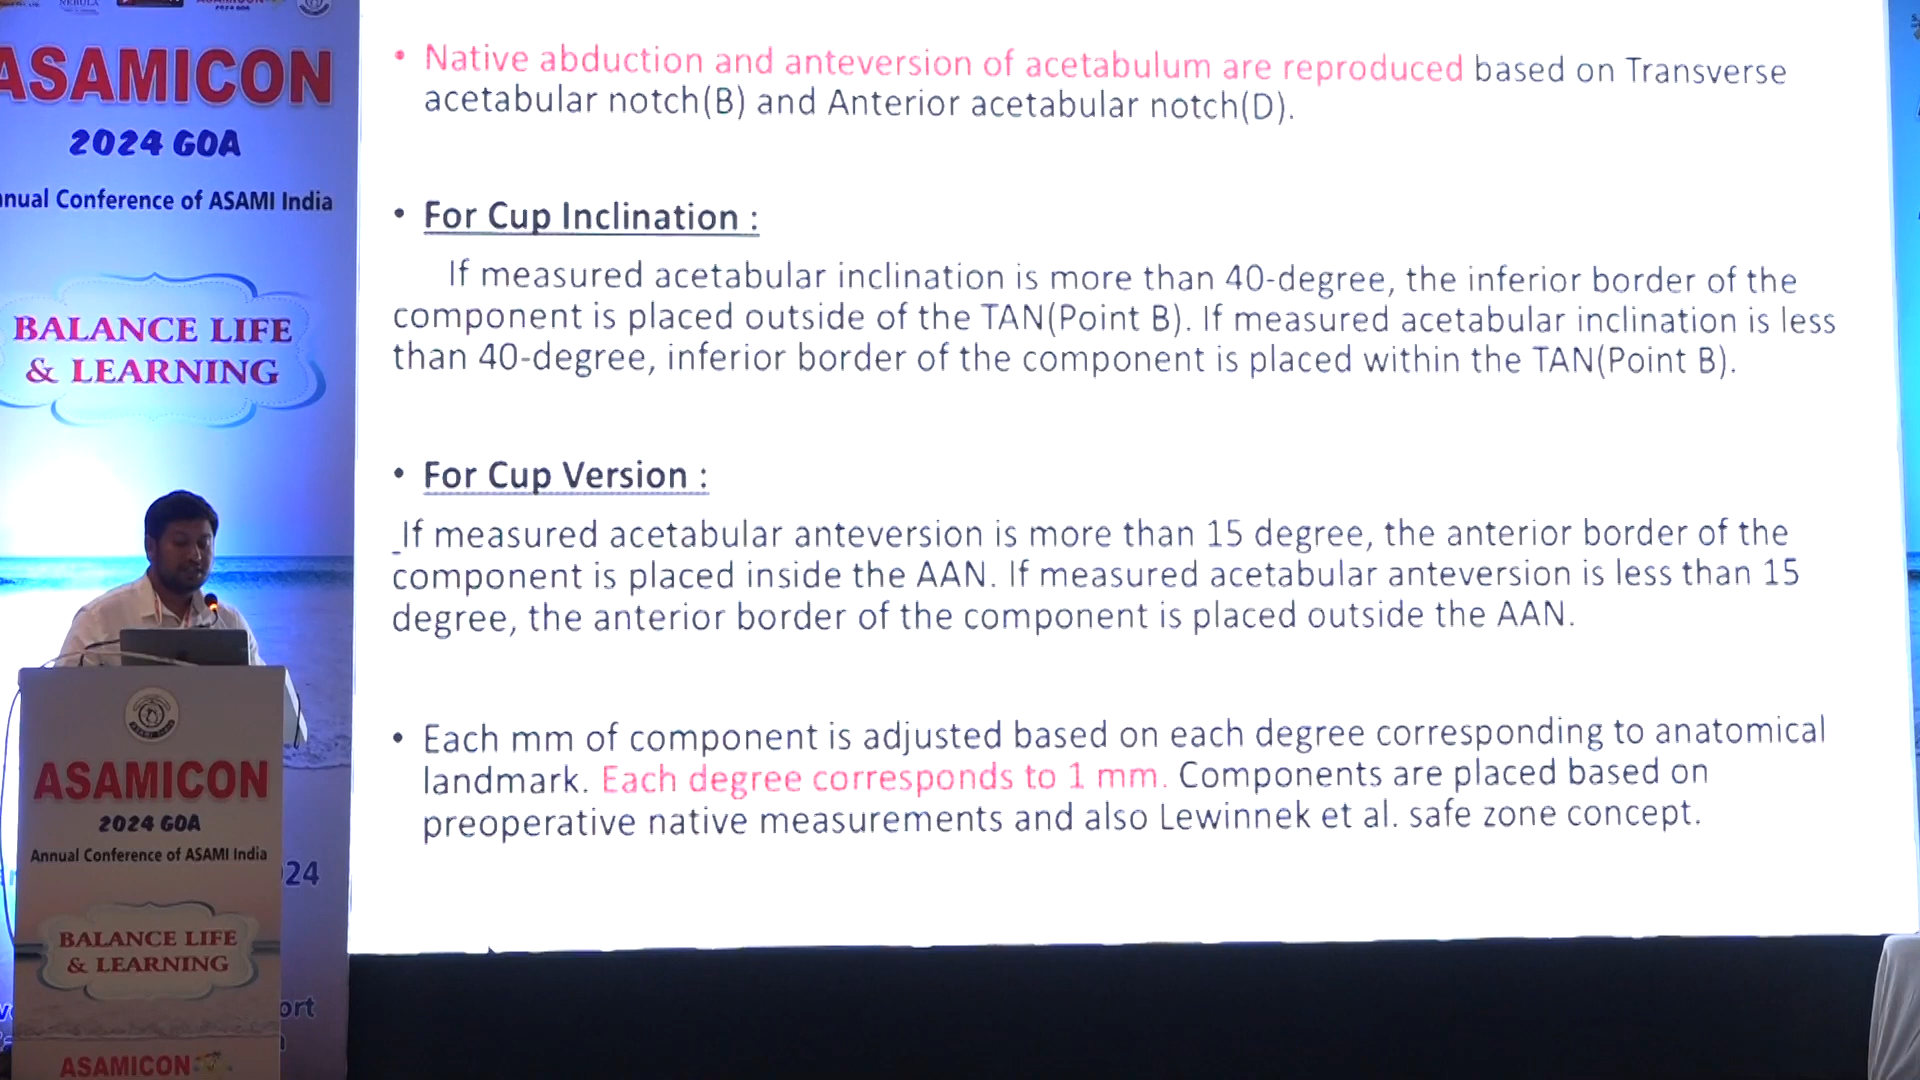 NEBULA
ASAMICON
2024 GOA
nnual Conference of ASAMI India
BALANCE LIFE
& LEARNING
• Native abduction and anteversion of acetabulum are reproduced based on Transverse
acetabular notch(B) and Anterior acetabular notch(D).
• For Cup Inclination :
If measured acetabular inclination is more than 40-degree, the inferior border of the
component is placed outside of the TAN(Point B). If measured acetabular inclination is less
than 40-degree, inferior border of the component is placed within the TAN(Point B).
• For Cup Version :
If measured acetabular anteversion is more than 15 degree, the anterior border of the
component is placed inside the AAN. If measured acetabular anteversion is less than 15
degree, the anterior border of the component is placed outside the AAN.
• Each mm of component is adjusted based on each degree corresponding to anatomical
landmark. Each degree corresponds to 1 mm. Components are placed based on
preoperative native measurements and also Lewinnek et al. safe zone concept.
ASAMICON
2024 GOA
Annual Conference of ASAMI India
24
BALANCE LIFE
& LEARNING
ort
ASAMICON